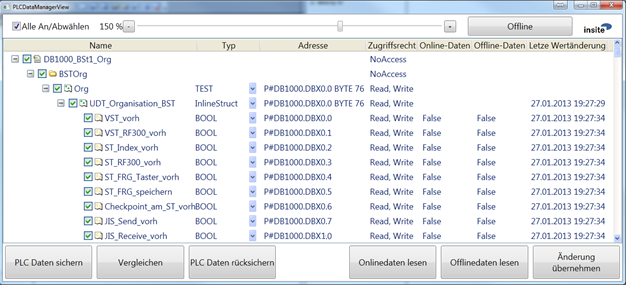 PLCDataManagerView
Alle An/Abwählen 150 % - + Offline insite
Name Typ Adresse Zugriffsrecht Online-Daten Offline-Daten Letze Wertänderung
DB1000_BSt1_Org NoAccess
BSTOrg NoAccess
Org TEST P#DB1000.DBX0.0 BYTE 76 Read, Write
UDT_Organisation_BST InlineStruct P#DB1000.DBX0.0 BYTE 76 Read, Write 27.01.2013 19:27:29
VST_vorh BOOL P#DB1000.DBX0.0 Read, Write False False 27.01.2013 19:27:34
VST_RF300_vorh BOOL P#DB1000.DBX0.1 Read, Write False False 27.01.2013 19:27:34
ST_Index_vorh BOOL P#DB1000.DBX0.2 Read, Write False False 27.01.2013 19:27:34
ST_RF300_vorh BOOL P#DB1000.DBX0.3 Read, Write False False 27.01.2013 19:27:34
ST_FRG_Taster_vorh BOOL P#DB1000.DBX0.4 Read, Write False False 27.01.2013 19:27:34
ST_FRG_speichern BOOL P#DB1000.DBX0.5 Read, Write False False 27.01.2013 19:27:34
Checkpoint_am_ST_vorh BOOL P#DB1000.DBX0.6 Read, Write False False 27.01.2013 19:27:34
JIS_Send_vorh BOOL P#DB1000.DBX0.7 Read, Write False False 27.01.2013 19:27:34
JIS_Receive_vorh BOOL P#DB1000.DBX1.0 Read, Write False False 27.01.2013 19:27:34
PLC Daten sichern Vergleichen PLC Daten rücksichern Onlinedaten lesen Offlinedaten lesen Änderung
übernehmen